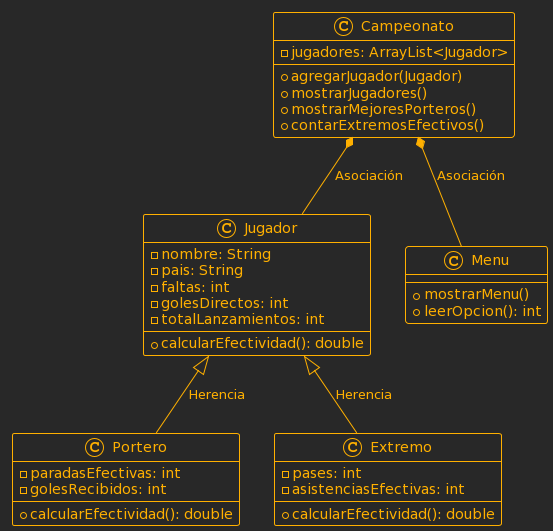 C Campeonato
jugadores: ArrayList<Jugador>
agregarJugador(Jugador)
mostrarJugadores()
mostrarMejoresPorteros()
contarExtremosEfectivos()
Asociación
Asociación
C Jugador
nombre: String
pais: String
faltas: int
golesDirectos: int
totalLanzamientos: int
calcularEfectividad(): double
C Menu
mostrarMenu()
leerOpcion(): int
Herencia
Herencia
C Portero
paradasEfectivas: int
golesRecibidos: int
calcularEfectividad(): double
C Extremo
pases: int
asistenciasEfectivas: int
calcularEfectividad(): double